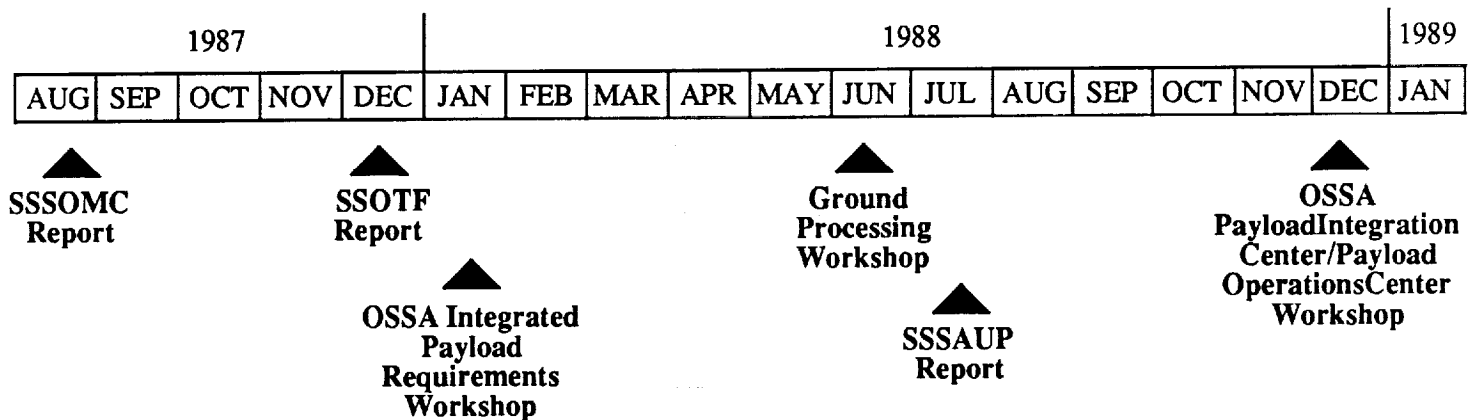 1987 1988 1989
AUG SEP OCT NOV DEC JAN FEB MAR APR MAY JUN JUL AUG SEP OCT NOV DEC JAN
SSSOMC
Report
SSOTF
Report
OSSA Integrated
Payload
Requirements
Workshop
Ground
Processing
Workshop
SSSAUP
Report
OSSA
PayloadIntegration
Center/Payload
OperationsCenter
Workshop